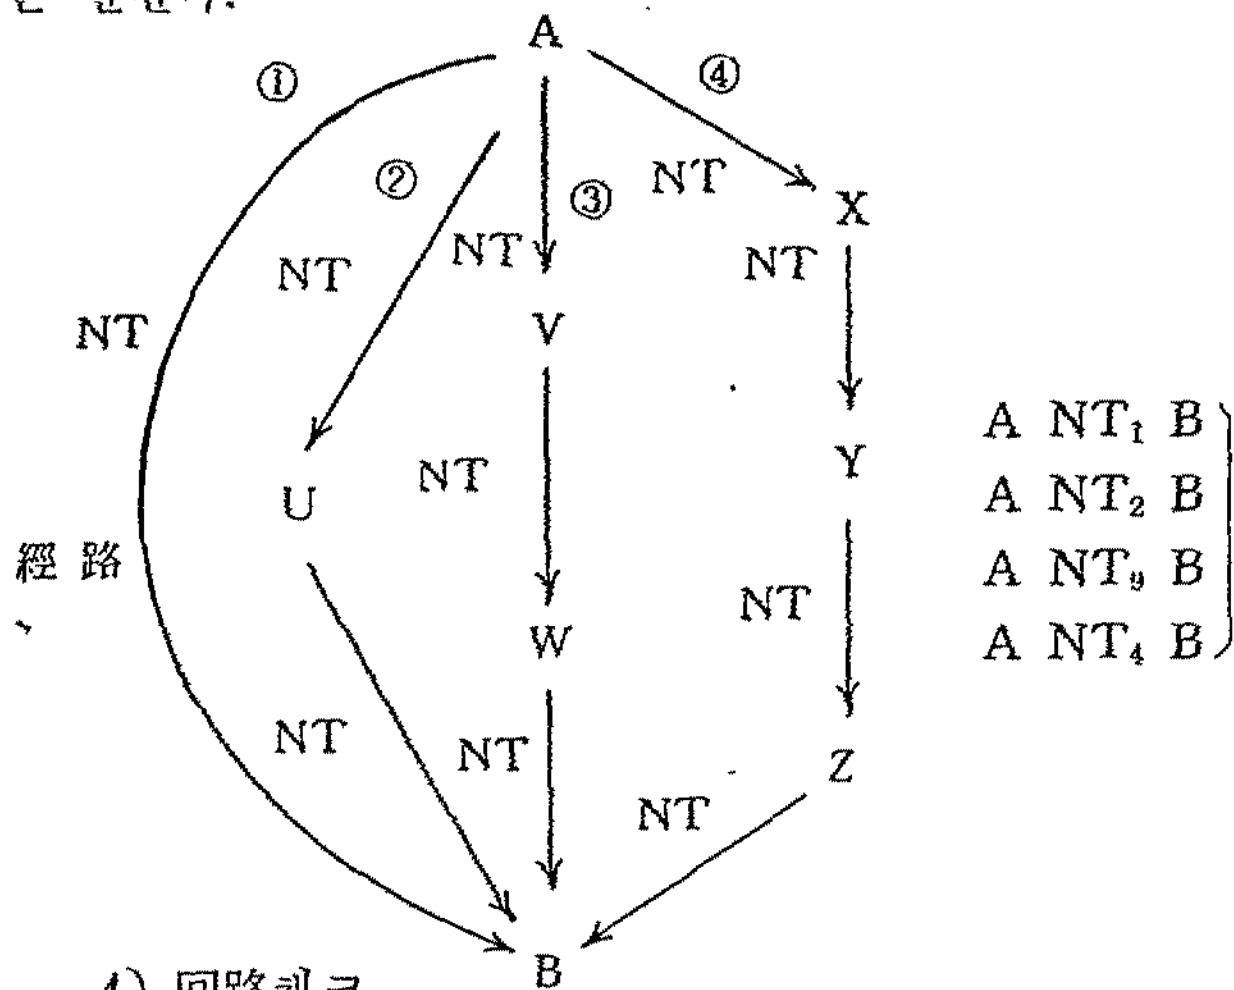 A
① ④
② NT
③
X
NT NT NT
NT
V
A NT₁ B
Y
NT
A NT₂ B
U
經路
A NT₉ B
NT
A NT₄ B
W
NT NT
Z
NT
B
4)